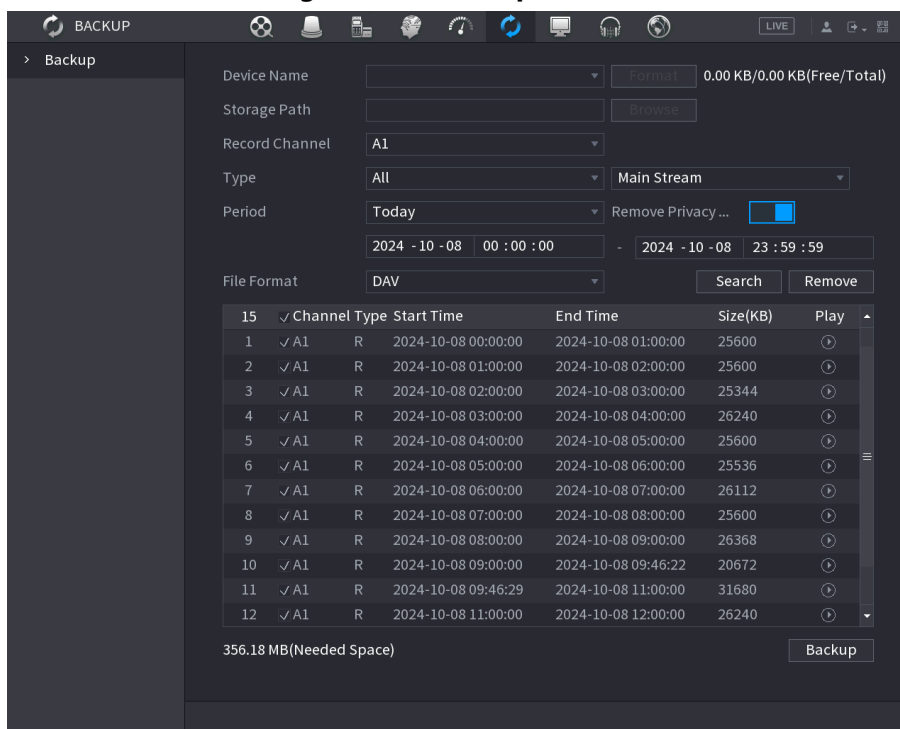 BACKUP LIVE
> Backup
Device Name Format 0.00 KB/0.00 KB(Free/Total)
Storage Path Browse
Record Channel A1
Type All Main Stream
Period Today Remove Privacy ...
2024 -10 -08 00 : 00 : 00 - 2024 -10 -08 23 : 59 : 59
File Format DAV Search Remove
15 Channel Type Start Time End Time Size(KB) Play
1 A1 R 2024-10-08 00:00:00 2024-10-08 01:00:00 25600
2 A1 R 2024-10-08 01:00:00 2024-10-08 02:00:00 25600
3 A1 R 2024-10-08 02:00:00 2024-10-08 03:00:00 25344
4 A1 R 2024-10-08 03:00:00 2024-10-08 04:00:00 26240
5 A1 R 2024-10-08 04:00:00 2024-10-08 05:00:00 25600
6 A1 R 2024-10-08 05:00:00 2024-10-08 06:00:00 25536
7 A1 R 2024-10-08 06:00:00 2024-10-08 07:00:00 26112
8 A1 R 2024-10-08 07:00:00 2024-10-08 08:00:00 25600
9 A1 R 2024-10-08 08:00:00 2024-10-08 09:00:00 26368
10 A1 R 2024-10-08 09:00:00 2024-10-08 09:46:22 20672
11 A1 R 2024-10-08 09:46:29 2024-10-08 11:00:00 31680
12 A1 R 2024-10-08 11:00:00 2024-10-08 12:00:00 26240
356.18 MB(Needed Space) Backup